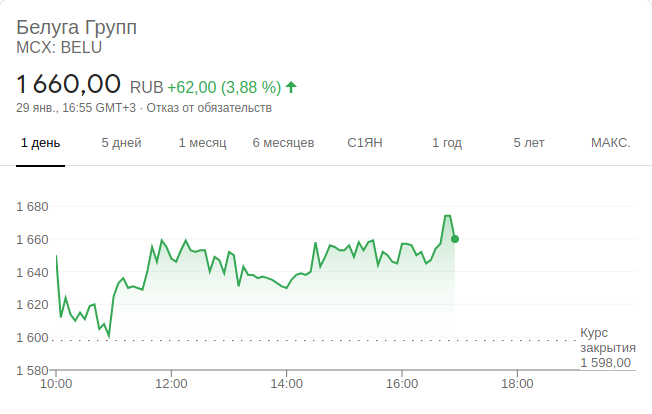 Белуга Групп
MCX: BELU
1 660,00 RUB +62,00 (3,88 %)
29 янв., 16:55 GMT+3 · Отказ от обязательств
1 день 5 дней 1 месяц 6 месяцев С1ЯН 1 год 5 лет МАКС.
1 680
1 660
1 640
1 620
1 600
1 580
Курс
закрытия
1 598,00
10:00 12:00 14:00 16:00 18:00